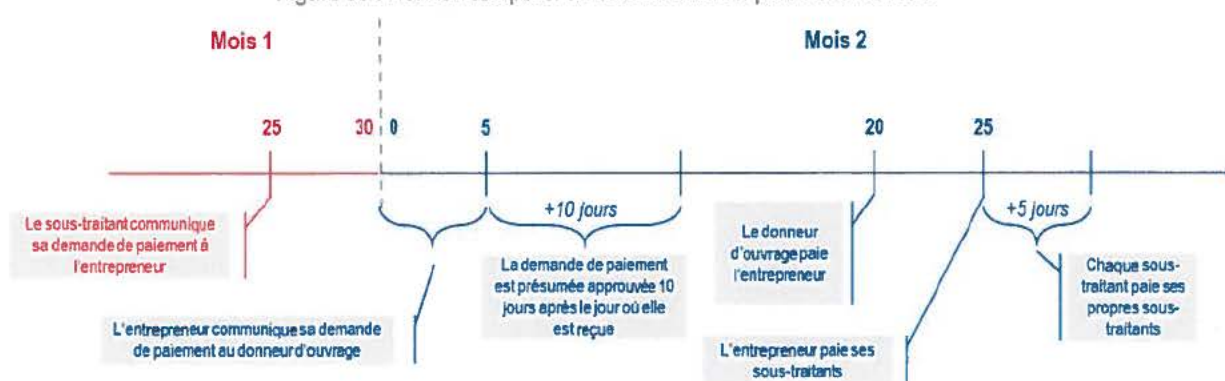 Mois 1
Mois 2
25
30
0
5
20
25
+10 jours
+5 jours
Le sous-traitant communique
sa demande de paiement à
l'entrepreneur
L'entrepreneur communique sa demande
de paiement au donneur d'ouvrage
La demande de paiement
est présumée approuvée 10
jours après le jour où elle
est reçue
Le donneur
d'ouvrage paie
l'entrepreneur
L'entrepreneur paie ses
sous-traitants
Chaque sous-
traitant paie ses
propres sous-
traitants